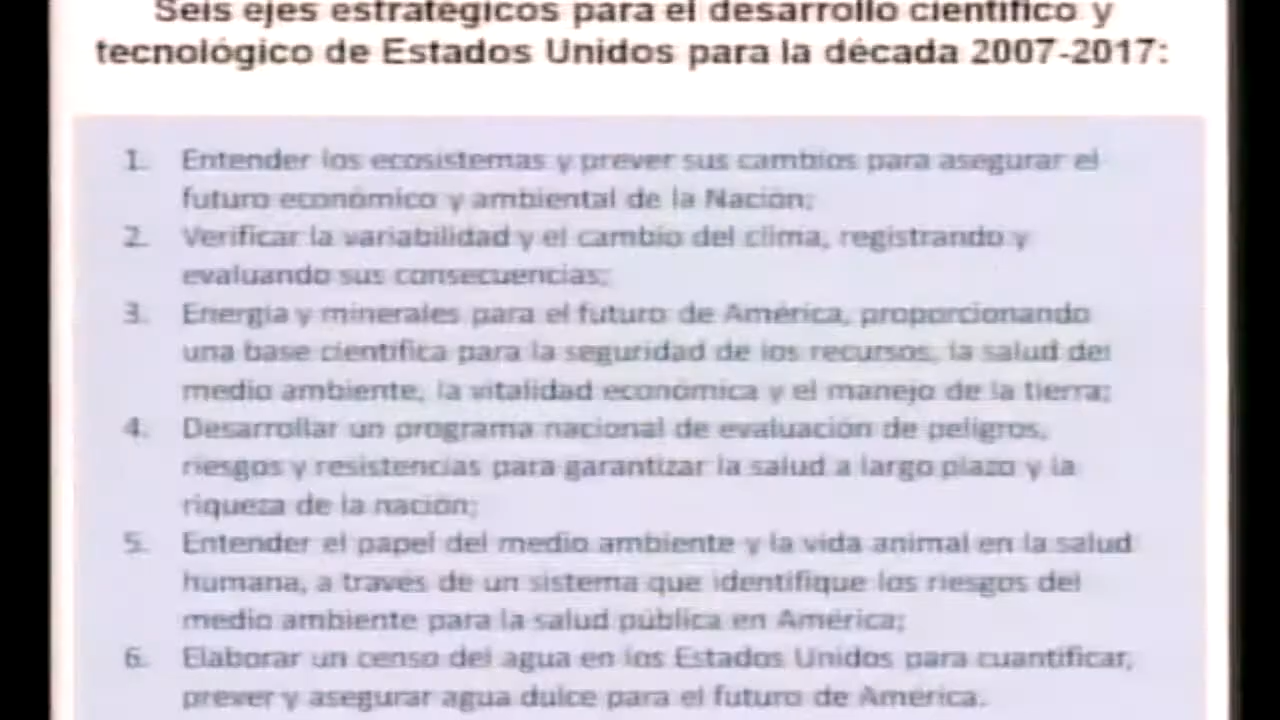 Seis ejes estratégicos para el desarrollo científico y
tecnológico de Estados Unidos para la década 2007-2017:
1. Entender los ecosistemas y prever sus cambios para asegurar el
futuro económico y ambiental de la Nación;
2. Verificar la variabilidad y el cambio del clima, registrando y
evaluando sus consecuencias;
3. Energía y minerales para el futuro de América, proporcionando
una base científica para la seguridad de los recursos, la salud del
medio ambiente, la vitalidad económica y el manejo de la tierra;
4. Desarrollar un programa nacional de evaluación de peligros,
riesgos y resistencias para garantizar la salud a largo plazo y la
riqueza de la nación;
5. Entender el papel del medio ambiente y la vida animal en la salud
humana, a través de un sistema que identifique los riesgos del
medio ambiente para la salud pública en América;
6. Elaborar un censo del agua en los Estados Unidos para cuantificar,
prever y asegurar agua dulce para el futuro de América.